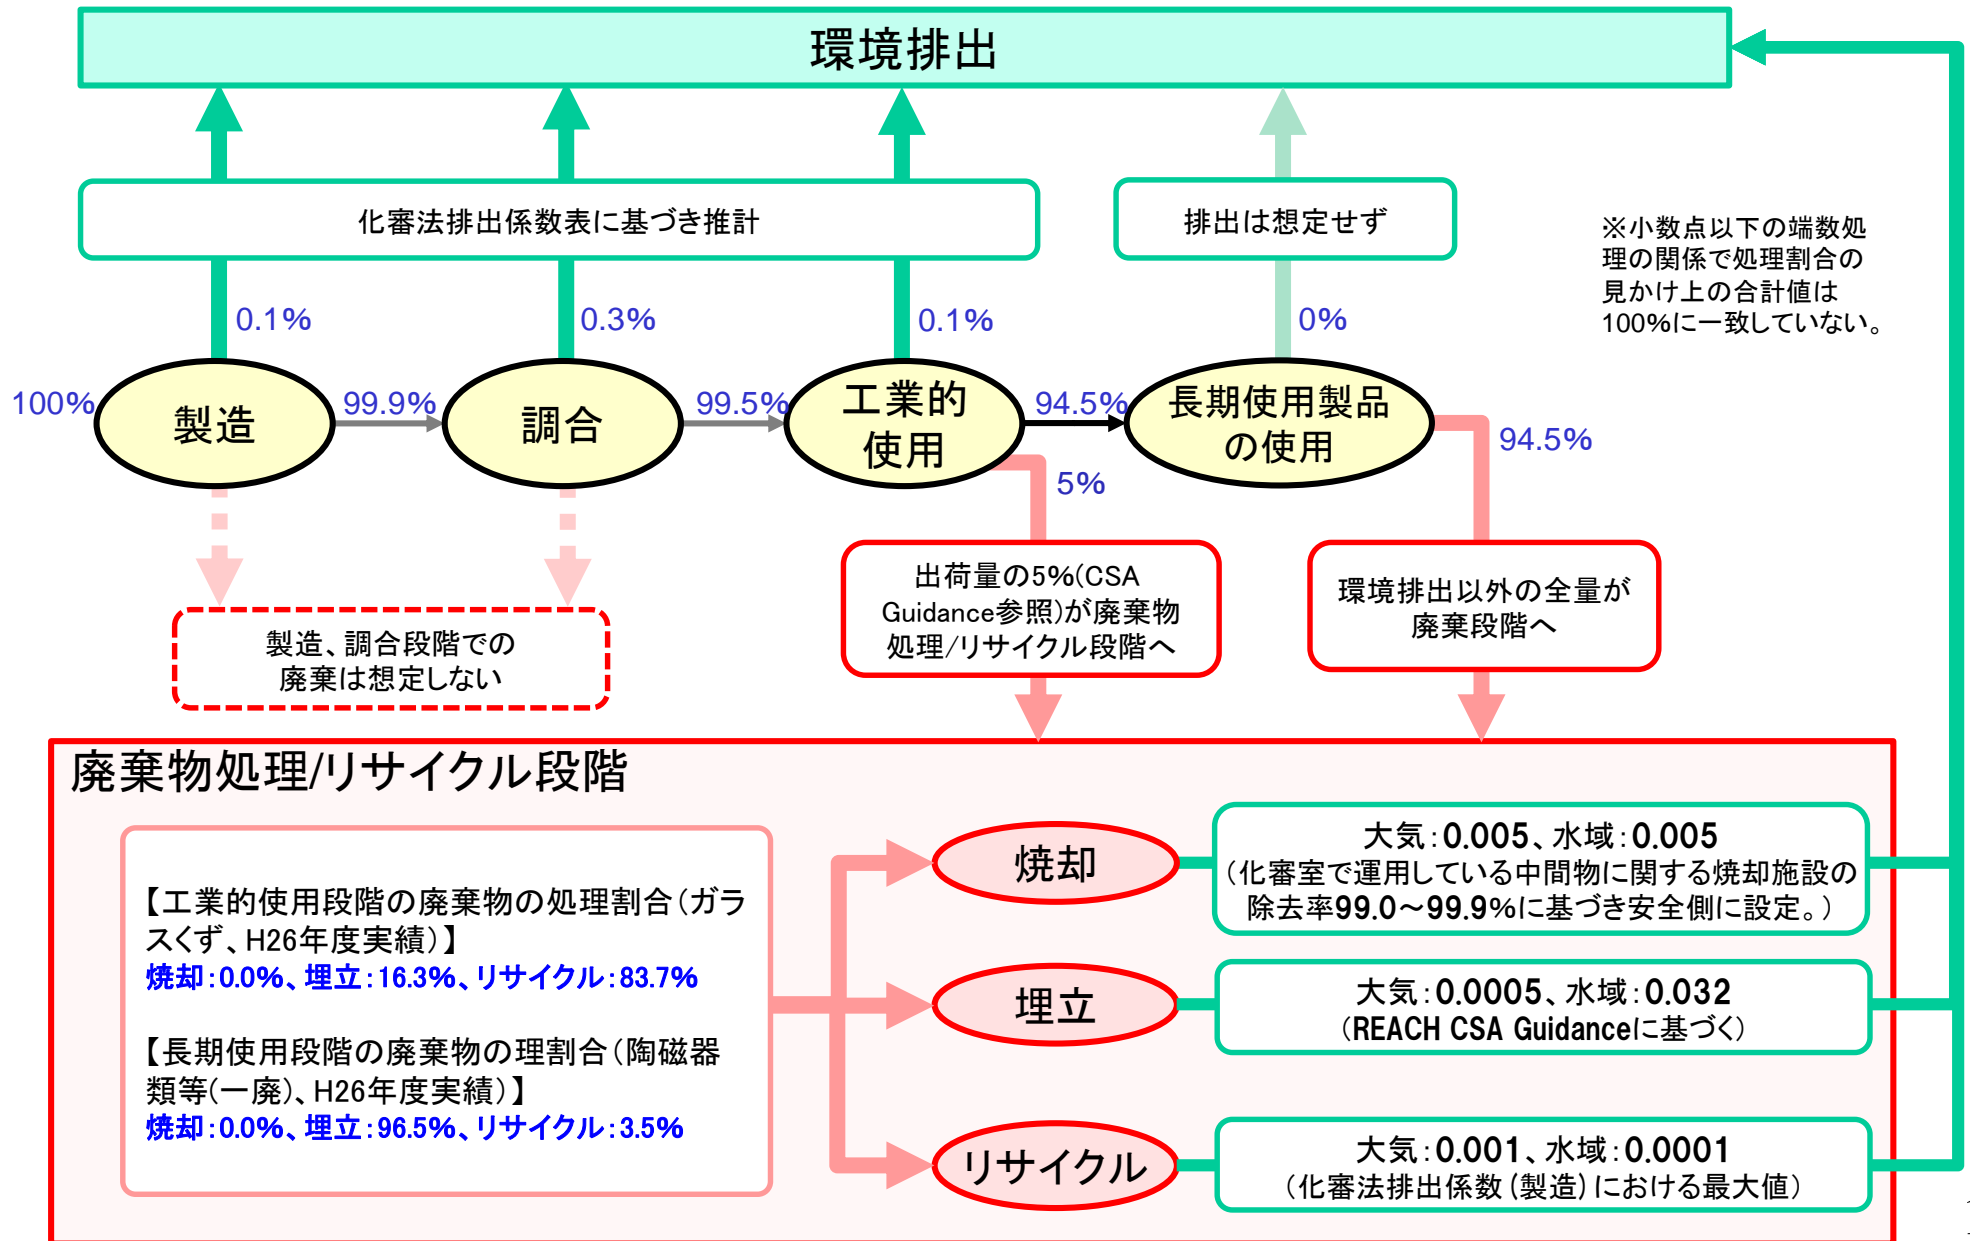 環境排出
化審法排出係数表に基づき推計
排出は想定せず
※小数点以下の端数処
理の関係で処理割合の
見かけ上の合計値は
100%に一致していない。
0.1%
0.3%
0.1%
0%
100%
製造
99.9%
調合
99.5%
工業的
使用
94.5%
長期使用製品
の使用
94.5%
5%
製造、調合段階での
廃棄は想定しない
出荷量の5%(CSA
Guidance参照)が廃棄物
処理/リサイクル段階へ
環境排出以外の全量が
廃棄段階へ
廃棄物処理/リサイクル段階
【工業的使用段階の廃棄物の処理割合(ガラ
スくず、H26年度実績)】
焼却:0.0%、埋立:16.3%、リサイクル:83.7%
【長期使用段階の廃棄物の理割合(陶磁器
類等(一廃)、H26年度実績)】
焼却:0.0%、埋立:96.5%、リサイクル:3.5%
焼却
大気:0.005、水域:0.005
(化審室で運用している中間物に関する焼却施設の
除去率99.0～99.9%に基づき安全側に設定。)
埋立
大気:0.0005、水域:0.032
(REACH CSA Guidanceに基づく)
リサイクル
大気:0.001、水域:0.0001
(化審法排出係数(製造)における最大値)